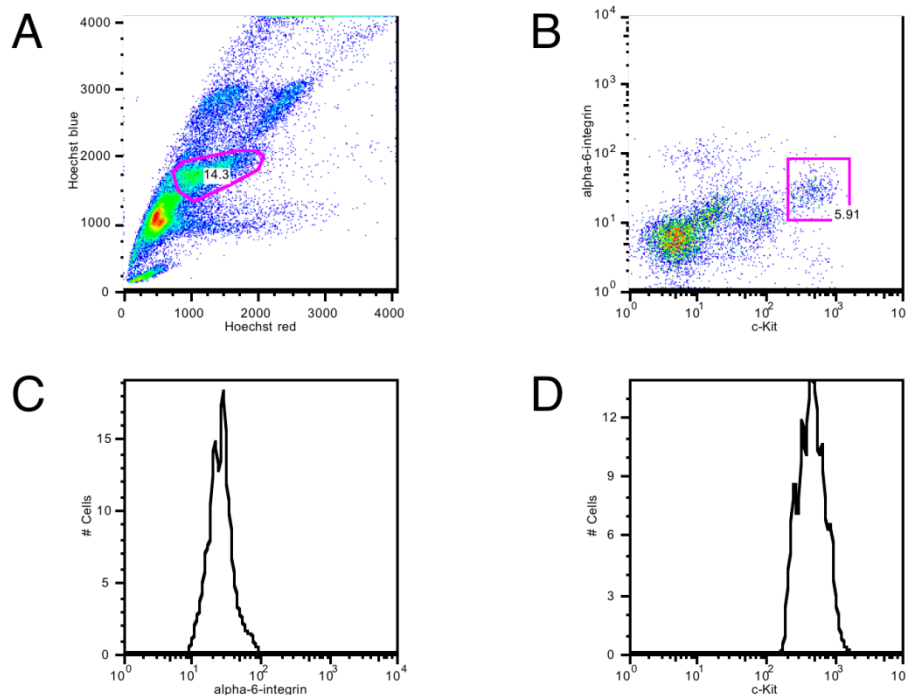 A
Hoechst blue
4000
3000
2000
1000
0
14.3
0 1000 2000 3000 4000
Hoechst red
B
alpha-6-integrin
10^4
10^3
10^2
10^1
10^0
5.91
10^0 10^1 10^2 10^3 10
c-Kit
C
# Cells
15
10
5
0
10^0 10^1 10^2 10^3 10^4
alpha-6-integrin
D
# Cells
12
9
6
3
0
10^0 10^1 10^2 10^3 10
c-Kit